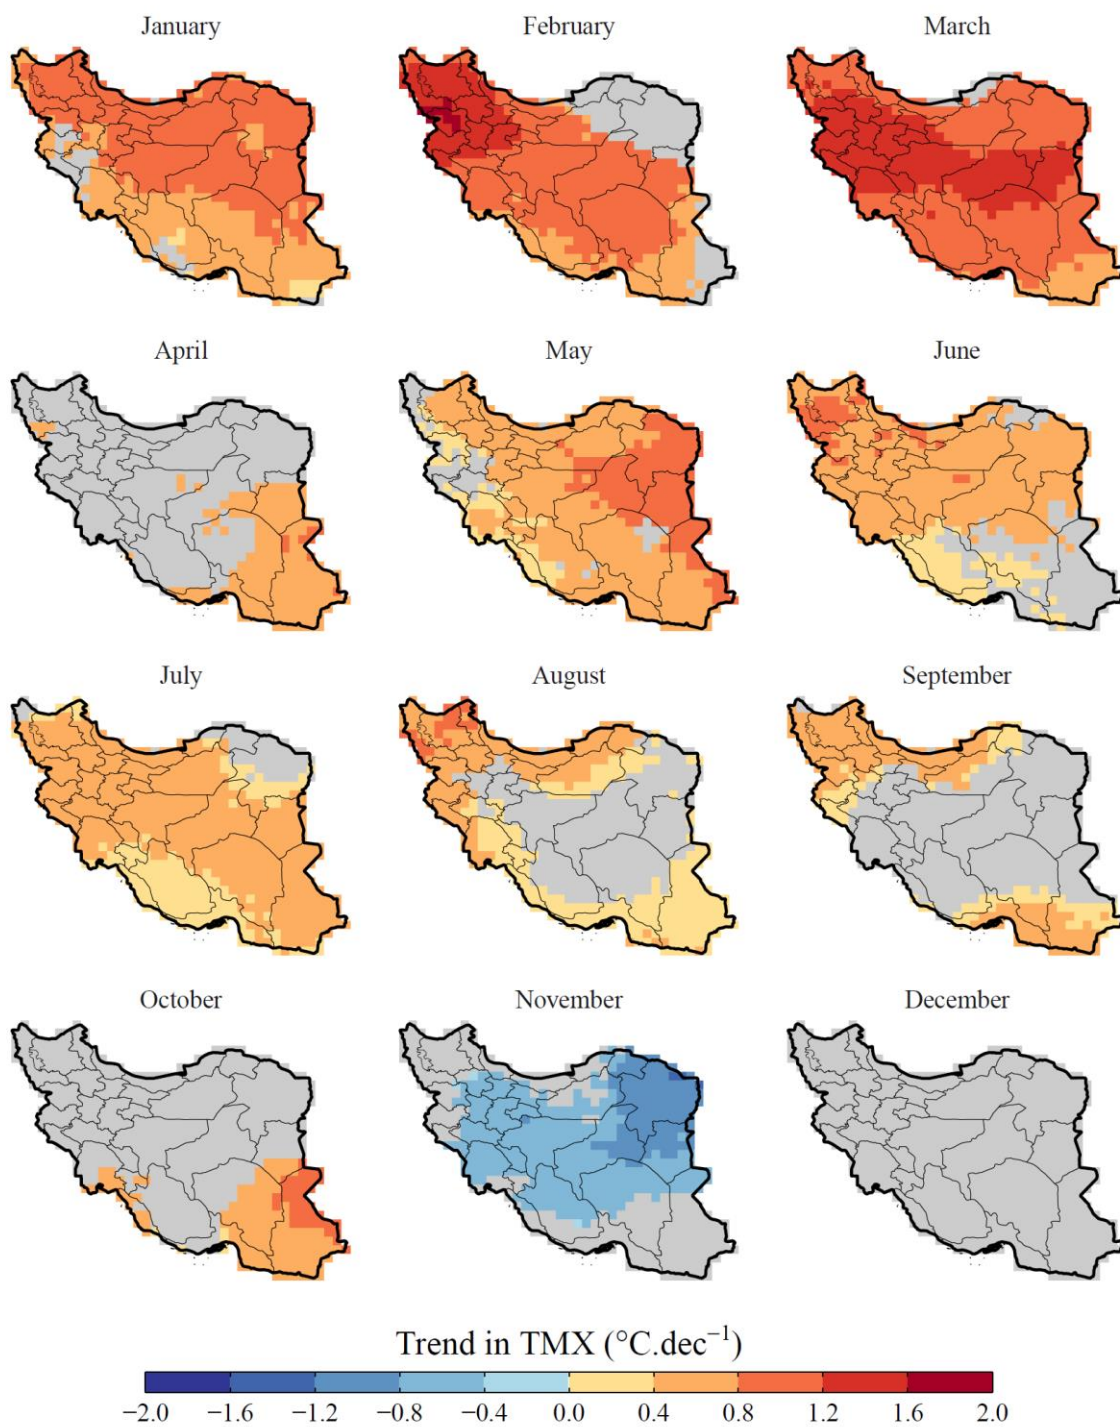 January February March
April May June
July August September
October November December
Trend in TMX (°C.dec⁻¹)
−2.0 −1.6 −1.2 −0.8 −0.4 0.0 0.4 0.8 1.2 1.6 2.0